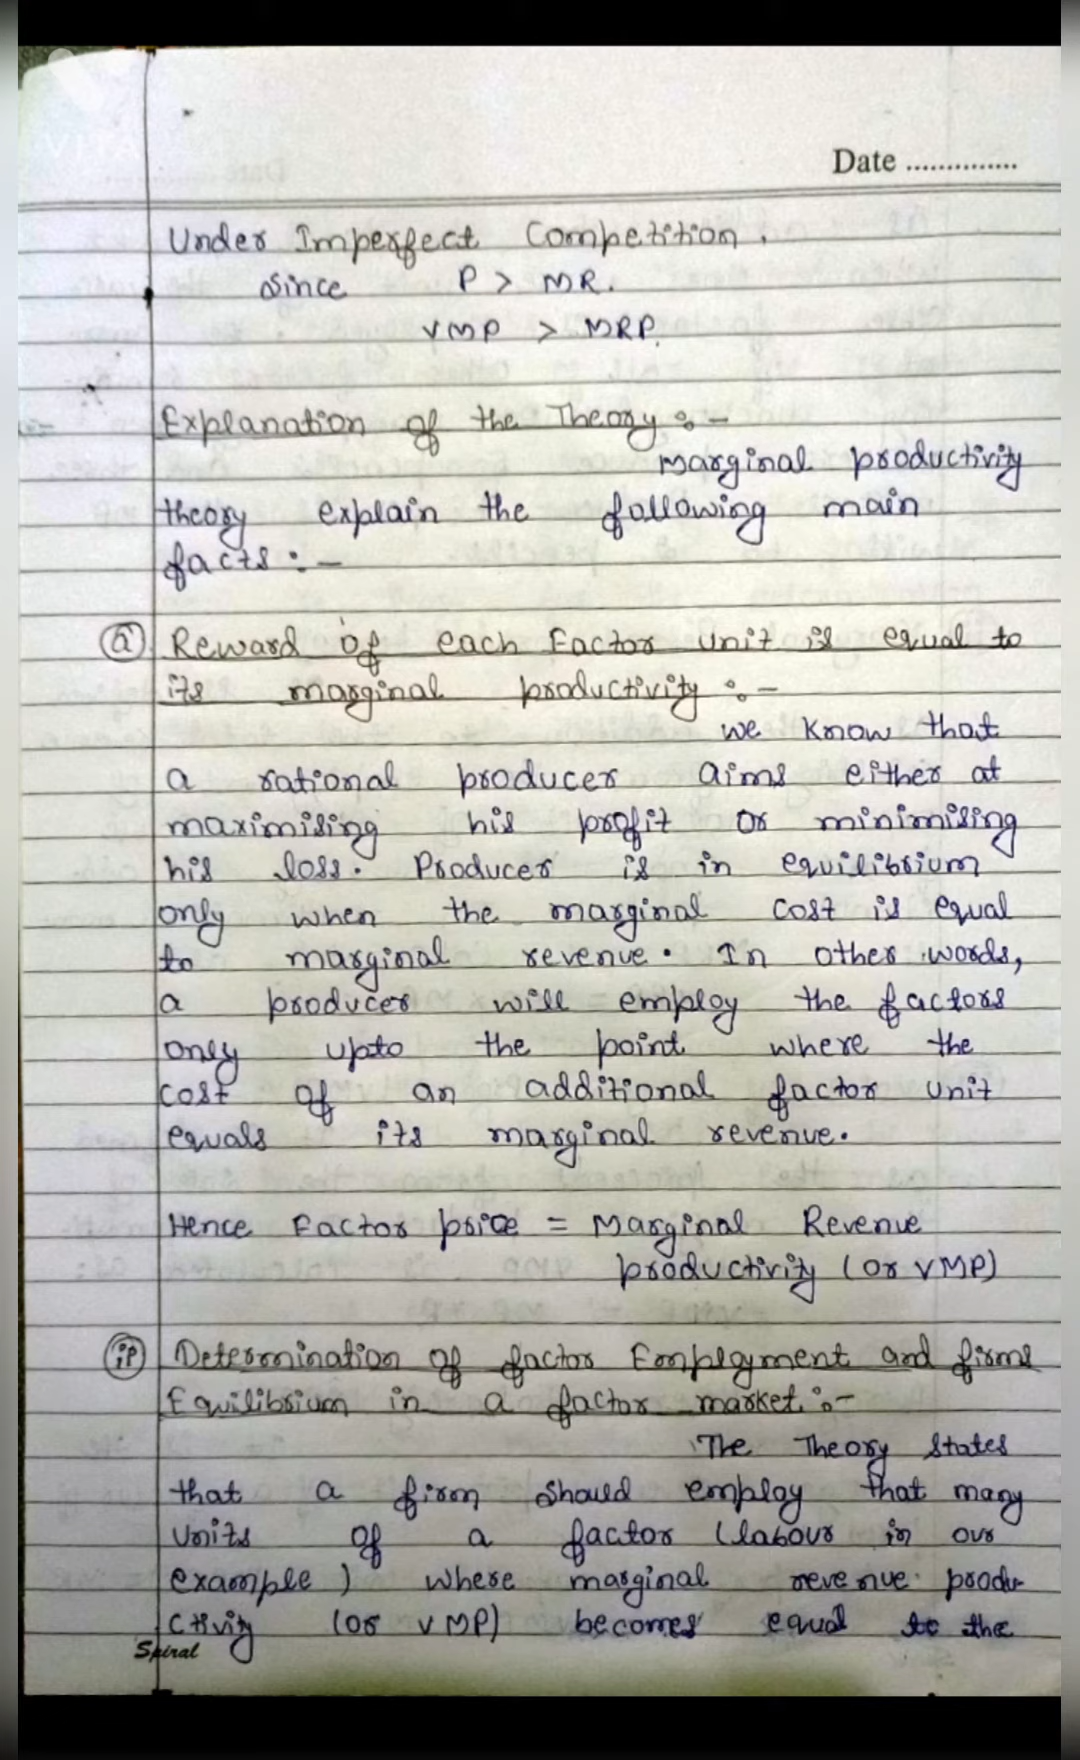 Date ..............
Under Imperfect Competition.
Since P > MR.
VMP > MRP.
Explanation of the Theory :-
Marginal productivity
theory explain the following main
facts :-
(a) Reward of each Factor unit is equal to
its marginal productivity :-
We know that
a rational producer aims either at
maximising his profit or minimising
his loss. Producer is in equilibrium
only when the marginal cost is equal
to marginal revenue. In other words,
a producer will employ the factors
only upto the point where the
cost of an additional factor unit
equals its marginal revenue.
Hence Factor price = Marginal Revenue
productivity (or VMP)
(ii) Determination of factor Employment and firms
Equilibrium in a factor market :-
The Theory States
that a firm should employ that many
units of a factor (labour in our
example) where marginal revenue produ-
ctivity (or VMP) becomes equal to the
Spiral